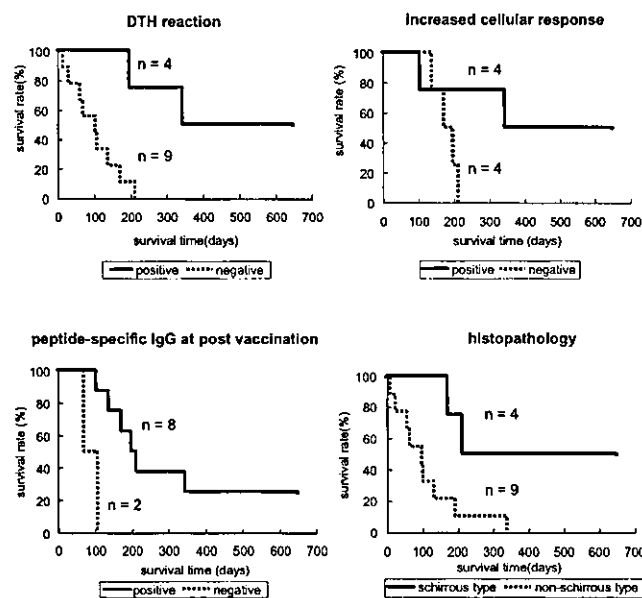 DTH reaction
survival rate(%)
100
80
60
40
20
0
n = 4
n = 9
0 100 200 300 400 500 600 700
survival time(days)
positive negative
increased cellular response
survival rate (%)
100
80
60
40
20
0
n = 4
n = 4
0 100 200 300 400 500 600 700
survival time (days)
positive negative
peptide-specific IgG at post vaccination
survival rate (%)
100
80
60
40
20
0
n = 8
n = 2
0 100 200 300 400 500 600 700
survival time (days)
positive negative
histopathology
survival rate (%)
100
80
60
40
20
0
n = 4
n = 9
0 100 200 300 400 500 600 700
survival time (days)
schirrous type non-schirrous type